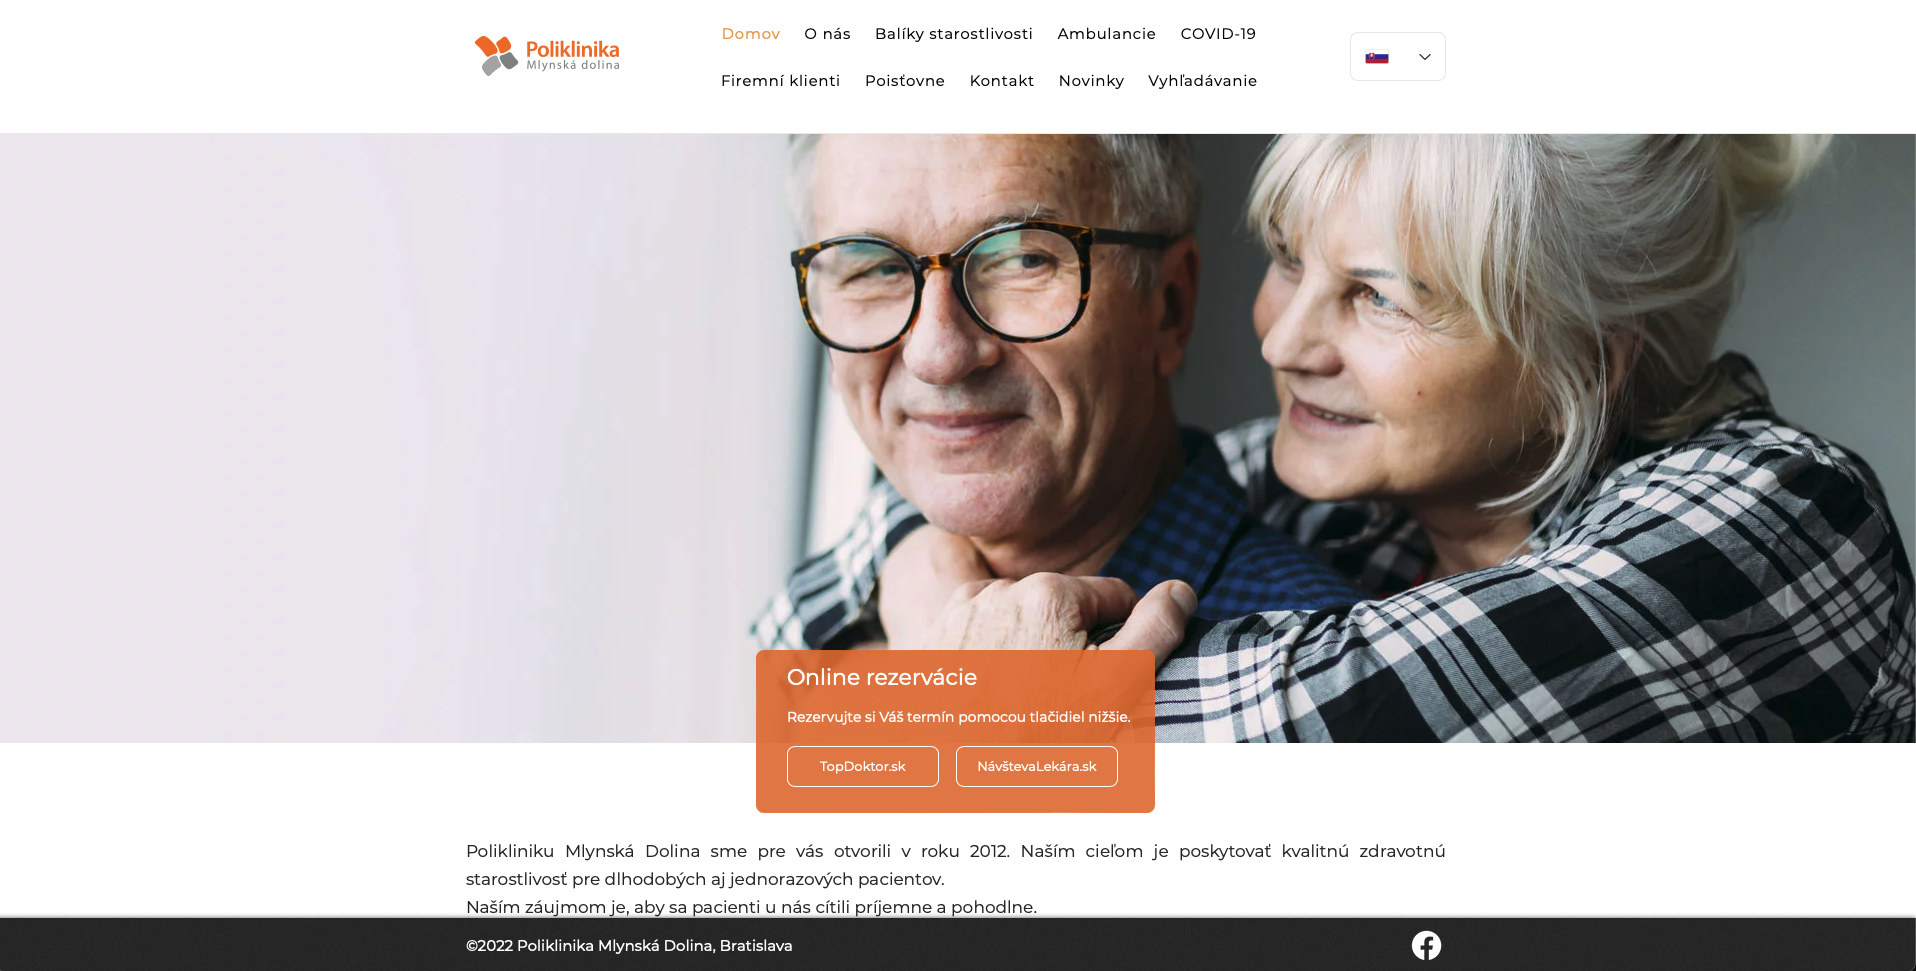 Poliklinika
Mlynská dolina
Domov O nás Balíky starostlivosti Ambulancie COVID-19
Firemní klienti Poisťovne Kontakt Novinky Vyhľadávanie
Online rezervácie
Rezervujte si Váš termín pomocou tlačidiel nižšie.
TopDoktor.sk NávštevaLekára.sk
Polikliniku Mlynská Dolina sme pre vás otvorili v roku 2012. Naším cieľom je poskytovať kvalitnú zdravotnú
starostlivosť pre dlhodobých aj jednorazových pacientov.
Naším záujmom je, aby sa pacienti u nás cítili príjemne a pohodlne.
©2022 Poliklinika Mlynská Dolina, Bratislava